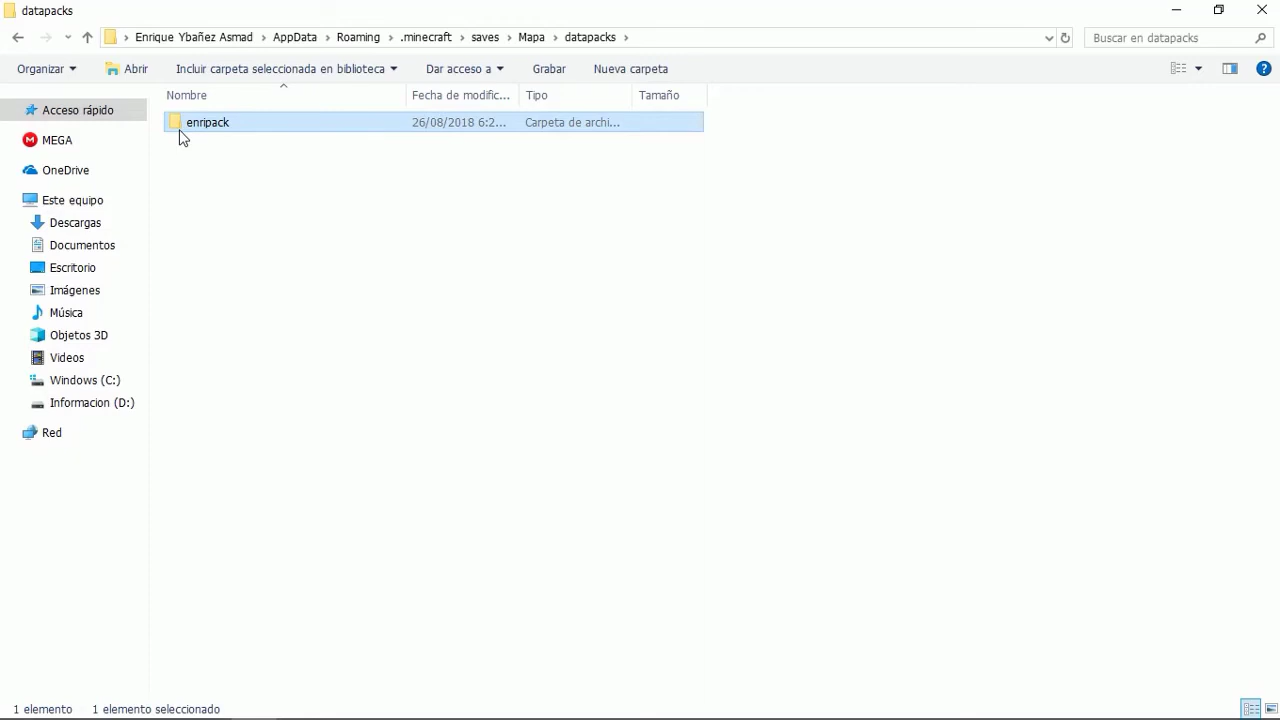 datapacks
Enrique Ybañez Asmad > AppData > Roaming > .minecraft > saves > Mapa > datapacks >
Buscar en datapacks
Organizar
Abrir
Incluir carpeta seleccionada en biblioteca
Dar acceso a
Grabar
Nueva carpeta
Nombre
Fecha de modific...
Tipo
Tamaño
enripack
26/08/2018 6:2...
Carpeta de archi...
Acceso rápido
MEGA
OneDrive
Este equipo
Descargas
Documentos
Escritorio
Imágenes
Música
Objetos 3D
Videos
Windows (C:)
Informacion (D:)
Red
1 elemento
1 elemento seleccionado